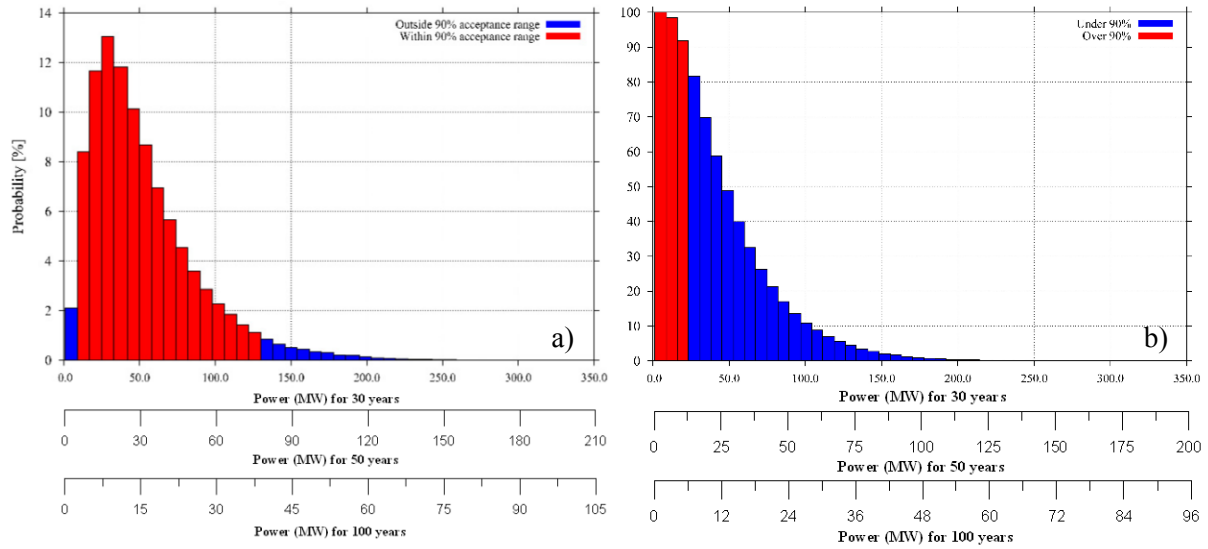 Outside 90% acceptance range
Within 90% acceptance range
14
12
10
8
6
4
2
0
Probability [%]
a)
0.0 50.0 100.0 150.0 200.0 250.0 300.0 350.0
Power (MW) for 30 years
0 30 60 90 120 150 180 210
Power (MW) for 50 years
0 15 30 45 60 75 90 105
Power (MW) for 100 years
Under 90%
Over 90%
100
90
80
70
60
50
40
30
20
10
0
b)
0.0 50.0 100.0 150.0 200.0 250.0 300.0 350.0
Power (MW) for 30 years
0 25 50 75 100 125 150 200
Power (MW) for 50 years
0 12 24 36 48 60 72 84 96
Power (MW) for 100 years